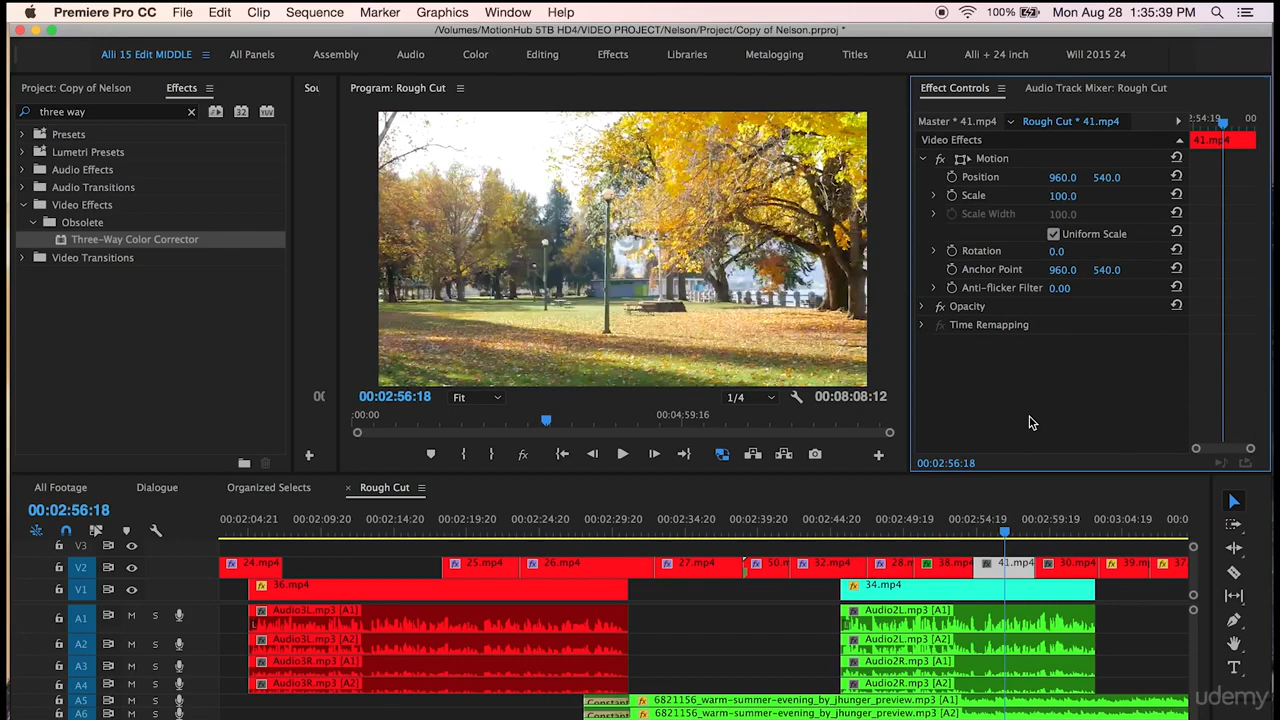 Premiere Pro CC File Edit Clip Sequence Marker Graphics Window Help 100% Mon Aug 28 1:35:39 PM
/Volumes/MotionHub 5TB HD4/VIDEO PROJECT/Nelson/Project/Copy of Nelson.prproj *
Alli 15 Edit MIDDLE All Panels Assembly Audio Color Editing Effects Libraries Metalogging Titles ALLI Alli + 24 inch Will 2015 24
Project: Copy of Nelson Effects Sou Program: Rough Cut Effect Controls Audio Track Mixer: Rough Cut
three way
32 YUV
Presets
Lumetri Presets
Audio Effects
Audio Transitions
Video Effects
Obsolete
Three-Way Color Corrector
Video Transitions
Master * 41.mp4 Rough Cut * 41.mp4 2:54:19 00
Video Effects 41.mp4
fx Motion
Position 960.0 540.0
Scale 100.0
Scale Width 100.0
Uniform Scale
Rotation 0.0
Anchor Point 960.0 540.0
Anti-flicker Filter 0.00
fx Opacity
fx Time Remapping
00:02:56:18
00 00:02:56:18 Fit 1/4 00:08:08:12
;00:00 00:04:59:16
fx
All Footage Dialogue Organized Selects × Rough Cut
00:02:56:18
00:02:04:21 00:02:09:20 00:02:14:20 00:02:19:20 00:02:24:20 00:02:29:20 00:02:34:20 00:02:39:20 00:02:44:20 00:02:49:19 00:02:54:19 00:02:59:19 00:03:04:19 00:0
V3
V2 24.mp4 25.mp4 26.mp4 27.mp4 50.m 32.mp4 28.m 38.mp4 41.mp4 30.mp4 39.m 37.
V1 36.mp4 34.mp4
A1 M S Audio3L.mp3 [A1] Audio2L.mp3 [A1]
L
A2 M S Audio3L.mp3 [A2] Audio2L.mp3 [A2]
A3 M S Audio3R.mp3 [A1] Audio2R.mp3 [A1]
A4 M S Audio3R.mp3 [A2] Audio2R.mp3 [A2]
A5 M S Constant 6821156_warm-summer-evening_by_jhunger_preview.mp3 [A1]
A6 M S Constant 6821156_warm-summer-evening_by_jhunger_preview.mp3 [A2]
T
udemy